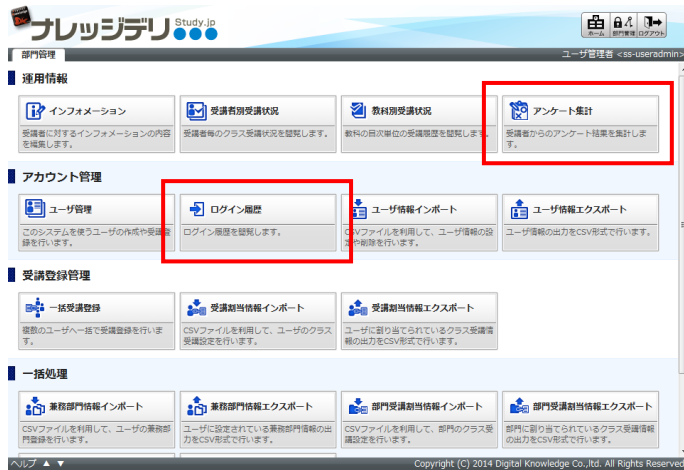 ナレッジデリ Study.jp
ホーム 部門管理 ログアウト
部門管理 ユーザ管理者 <ss-useradmin>
運用情報
インフォメーション
受講者に対するインフォメーションの内容
を編集します。
受講者別受講状況
受講者毎のクラス受講状況を閲覧します。
教科別受講状況
教科の目次単位の受講履歴を閲覧します。
アンケート集計
受講者からのアンケート結果を集計しま
す。
アカウント管理
ユーザ管理
このシステムを使うユーザの作成や受講登
録を行います。
ログイン履歴
ログイン履歴を閲覧します。
ユーザ情報インポート
CSVファイルを利用して、ユーザ情報の設
定や削除を行います。
ユーザ情報エクスポート
ユーザ情報の出力をCSV形式で行います。
受講登録管理
一括受講登録
複数のユーザへ一括で受講登録を行いま
す。
受講割当情報インポート
CSVファイルを利用して、ユーザのクラス
受講設定を行います。
受講割当情報エクスポート
ユーザに割り当てられているクラス受講情
報の出力をCSV形式で行います。
一括処理
兼務部門情報インポート
CSVファイルを利用して、ユーザの兼務部
門登録を行います。
兼務部門情報エクスポート
ユーザに設定されている兼務部門情報の出
力をCSV形式で行います。
部門受講割当情報インポート
CSVファイルを利用して、部門のクラス受
講設定を行います。
部門受講割当情報エクスポート
部門に割り当てられているクラス受講情報
の出力をCSV形式で行います。
ヘルプ ▲ ▼ Copyright (C) 2014 Digital Knowledge Co.,ltd. All Rights Reserved